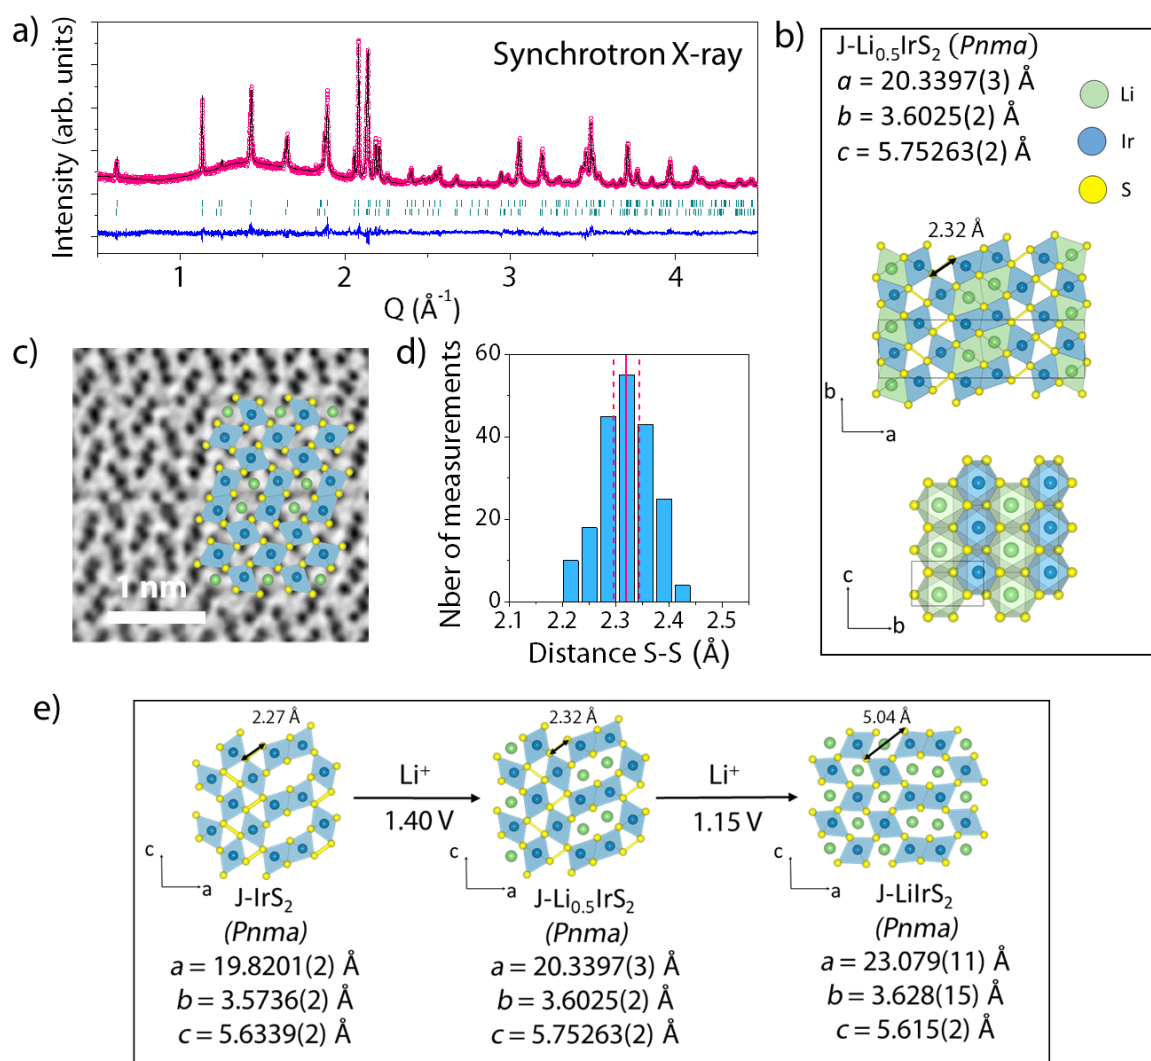 a)
Synchrotron X-ray
Intensity (arb. units)
1
2
3
4
Q (Å⁻¹)
b)
J-Li₀.₅IrS₂ (Pnma)
a = 20.3397(3) Å
b = 3.6025(2) Å
c = 5.75263(2) Å
Li
Ir
S
2.32 Å
b
a
c
b
c)
1 nm
d)
Nber of measurements
60
40
20
0
2.1
2.2
2.3
2.4
2.5
Distance S-S (Å)
e)
2.27 Å
c
a
J-IrS₂
(Pnma)
a = 19.8201(2) Å
b = 3.5736(2) Å
c = 5.6339(2) Å
Li⁺
1.40 V
2.32 Å
c
a
J-Li₀.₅IrS₂
(Pnma)
a = 20.3397(3) Å
b = 3.6025(2) Å
c = 5.75263(2) Å
Li⁺
1.15 V
5.04 Å
c
a
J-LiIrS₂
(Pnma)
a = 23.079(11) Å
b = 3.628(15) Å
c = 5.615(2) Å